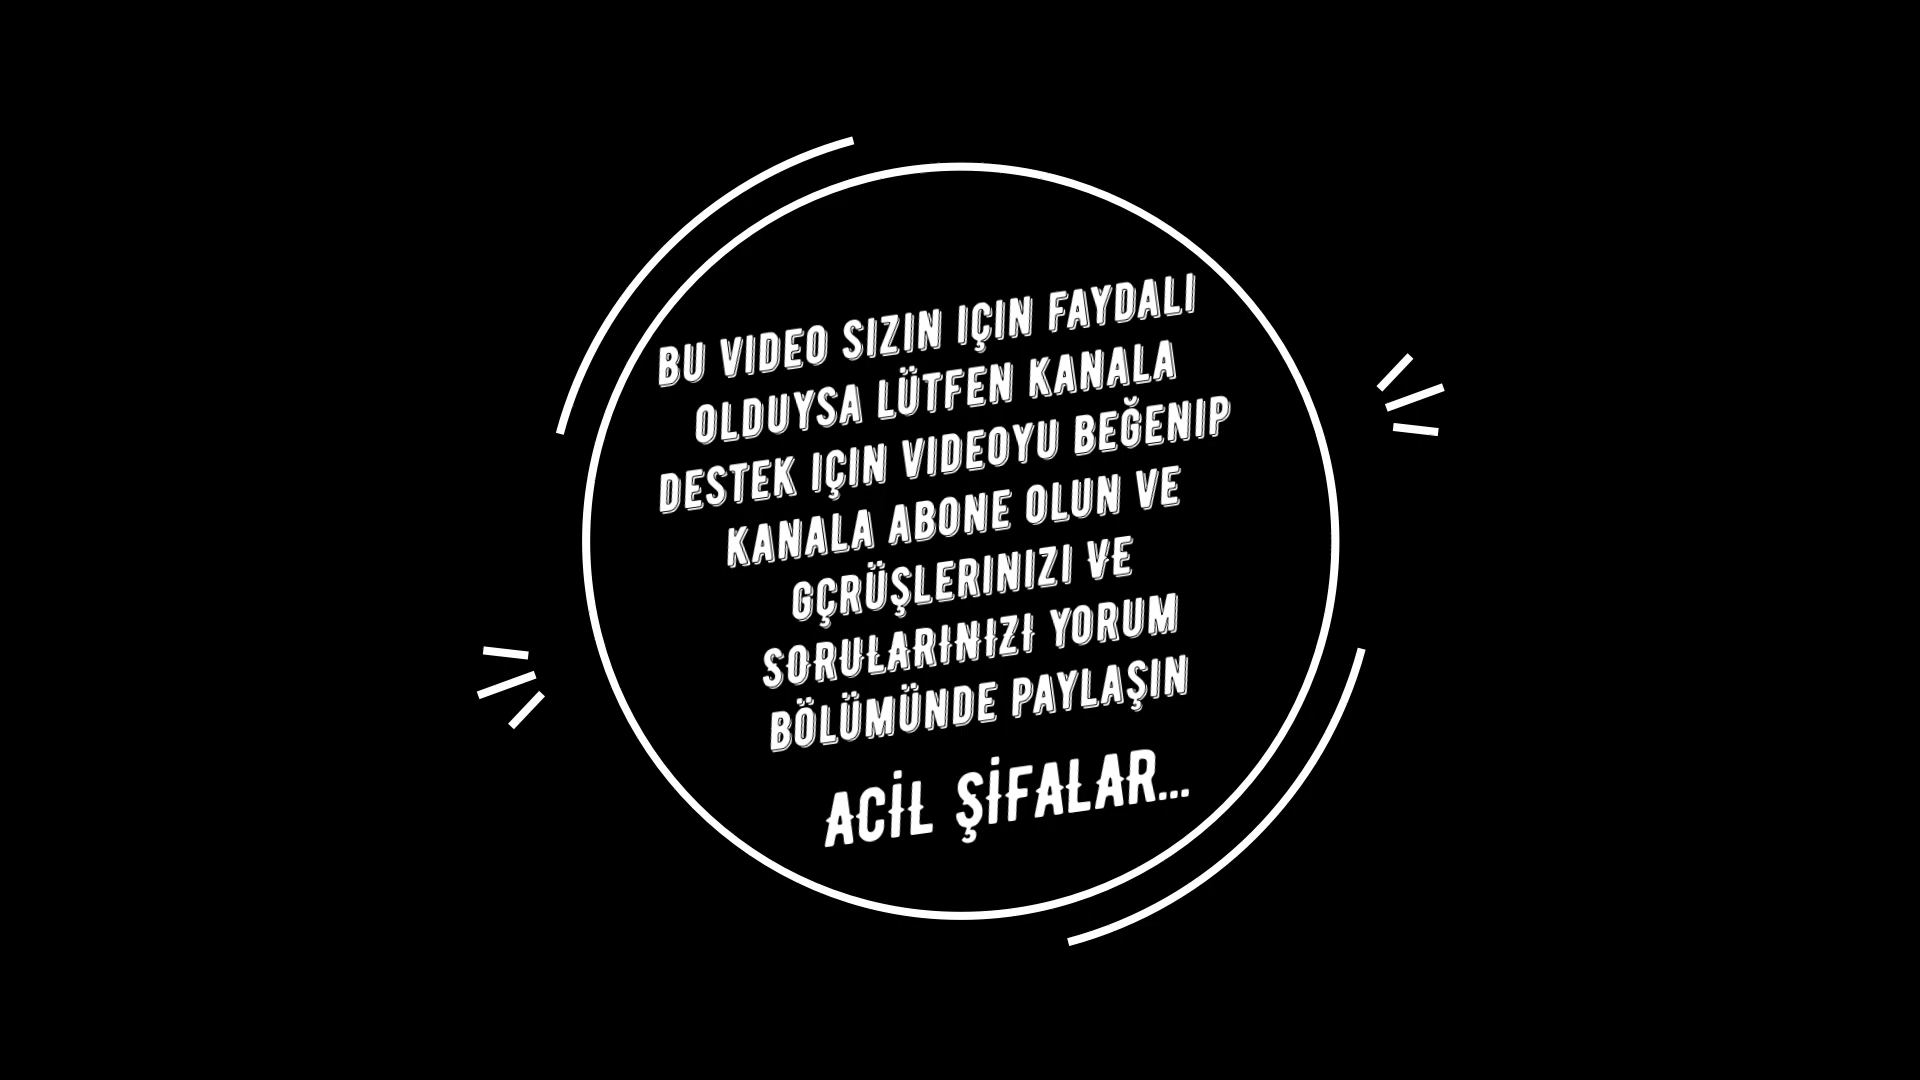 BU VIDEO SIZIN IÇIN FAYDALI
OLDUYSA LÜTFEN KANALA
DESTEK IÇIN VIDEOYU BEĞENIP
KANALA ABONE OLUN VE
GÇRÜŞLERINIZI VE
SORULARINIZI YORUM
BÖLÜMÜNDE PAYLAŞIN
ACİL ŞİFALAR...